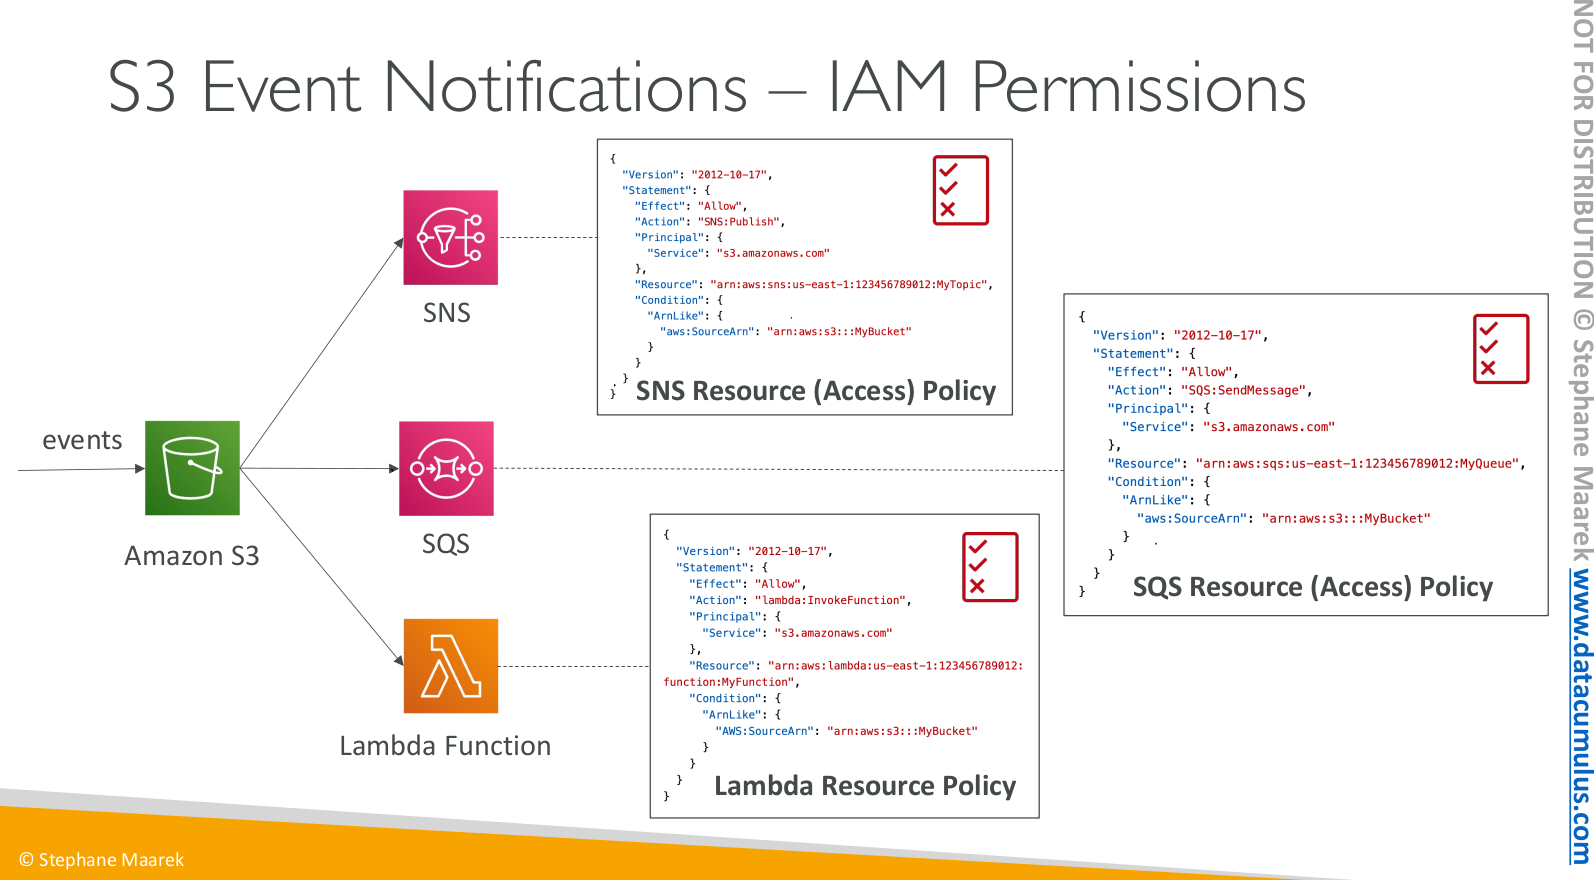 S3 Event Notifications – IAM Permissions
{
"Version": "2012-10-17",
"Statement": {
"Effect": "Allow",
"Action": "SNS:Publish",
"Principal": {
"Service": "s3.amazonaws.com"
},
"Resource": "arn:aws:sns:us-east-1:123456789012:MyTopic",
"Condition": {
"ArnLike": {
"aws:SourceArn": "arn:aws:s3:::MyBucket"
}
}
}
}
SNS Resource (Access) Policy
SNS
{
"Version": "2012-10-17",
"Statement": {
"Effect": "Allow",
"Action": "SQS:SendMessage",
"Principal": {
"Service": "s3.amazonaws.com"
},
"Resource": "arn:aws:sqs:us-east-1:123456789012:MyQueue",
"Condition": {
"ArnLike": {
"aws:SourceArn": "arn:aws:s3:::MyBucket"
}
}
}
}
SQS Resource (Access) Policy
events
Amazon S3
SQS
{
"Version": "2012-10-17",
"Statement": {
"Effect": "Allow",
"Action": "lambda:InvokeFunction",
"Principal": {
"Service": "s3.amazonaws.com"
},
"Resource": "arn:aws:lambda:us-east-1:123456789012:
function:MyFunction",
"Condition": {
"ArnLike": {
"AWS:SourceArn": "arn:aws:s3:::MyBucket"
}
}
}
}
Lambda Resource Policy
Lambda Function
© Stephane Maarek
NOT FOR DISTRIBUTION © Stephane Maarek www.datacumulus.com